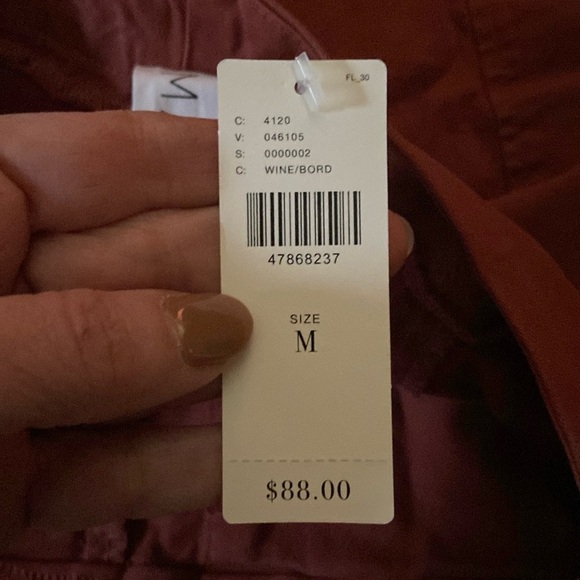 FL_30
C: 4120
V: 046105
S: 0000002
C: WINE/BORD
47868237
SIZE
M
$88.00